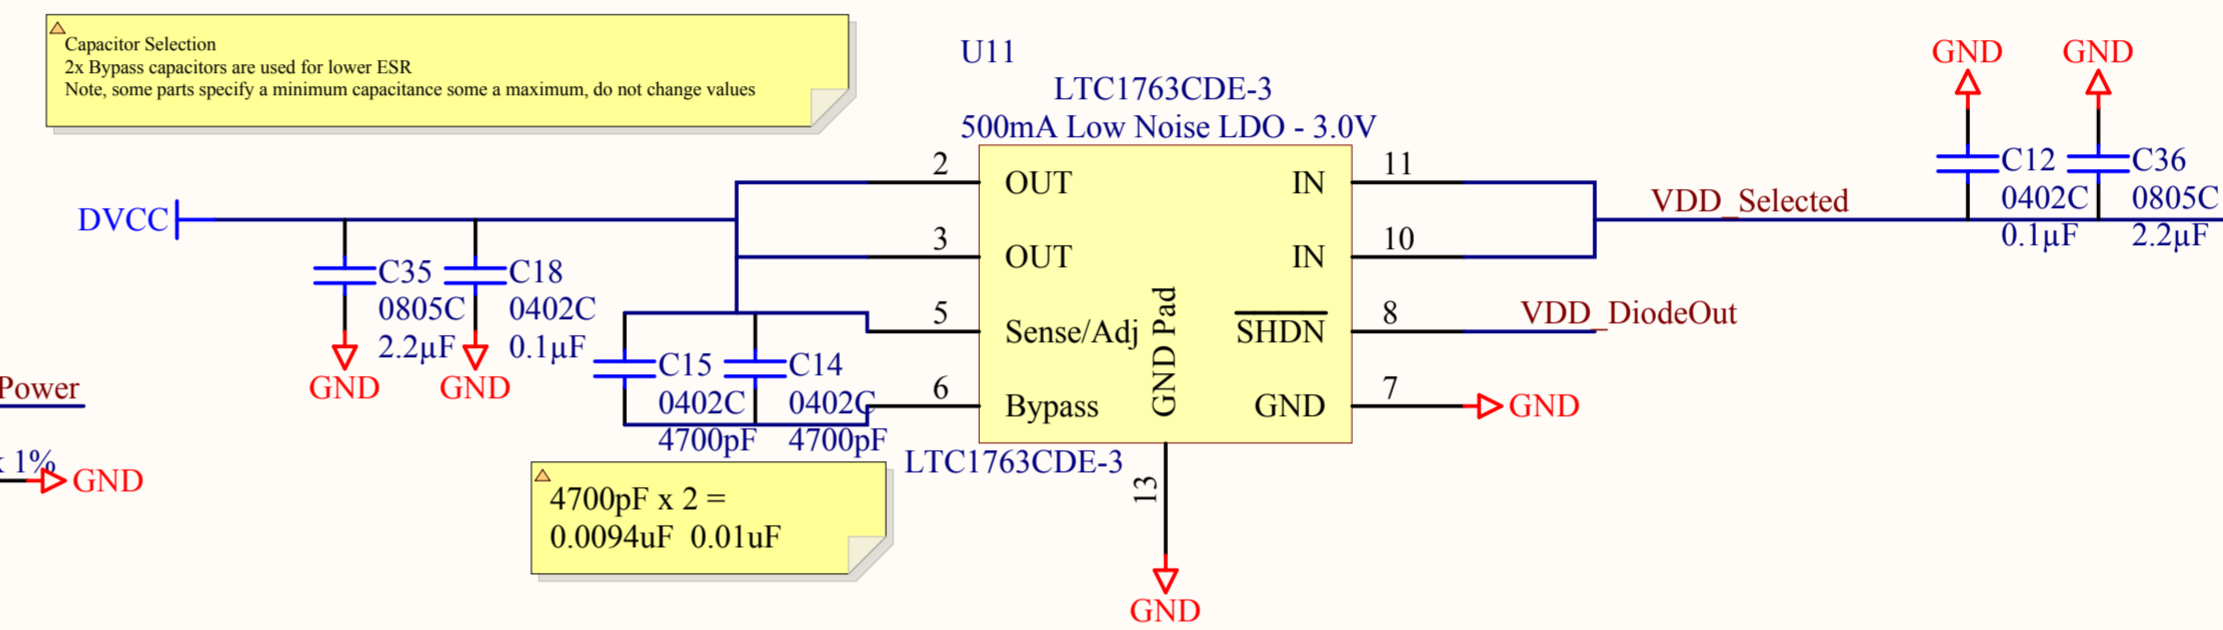 Capacitor Selection
2x Bypass capacitors are used for lower ESR
Note, some parts specify a minimum capacitance some a maximum, do not change values
U11
LTC1763CDE-3
500mA Low Noise LDO - 3.0V
2
OUT
3
OUT
5
Sense/Adj
6
Bypass
GND Pad
13
GND
IN
11
IN
10
SHDN
8
GND
7
GND
LTC1763CDE-3
VDD_Selected
VDD_DiodeOut
GND
C12
0402C
0.1µF
GND
C36
0805C
2.2µF
DVCC
C35
0805C
2.2µF
GND
C18
0402C
0.1µF
GND
C15
0402C
4700pF
C14
0402C
4700pF
4700pF x 2 =
0.0094uF 0.01uF
Power
1%
GND